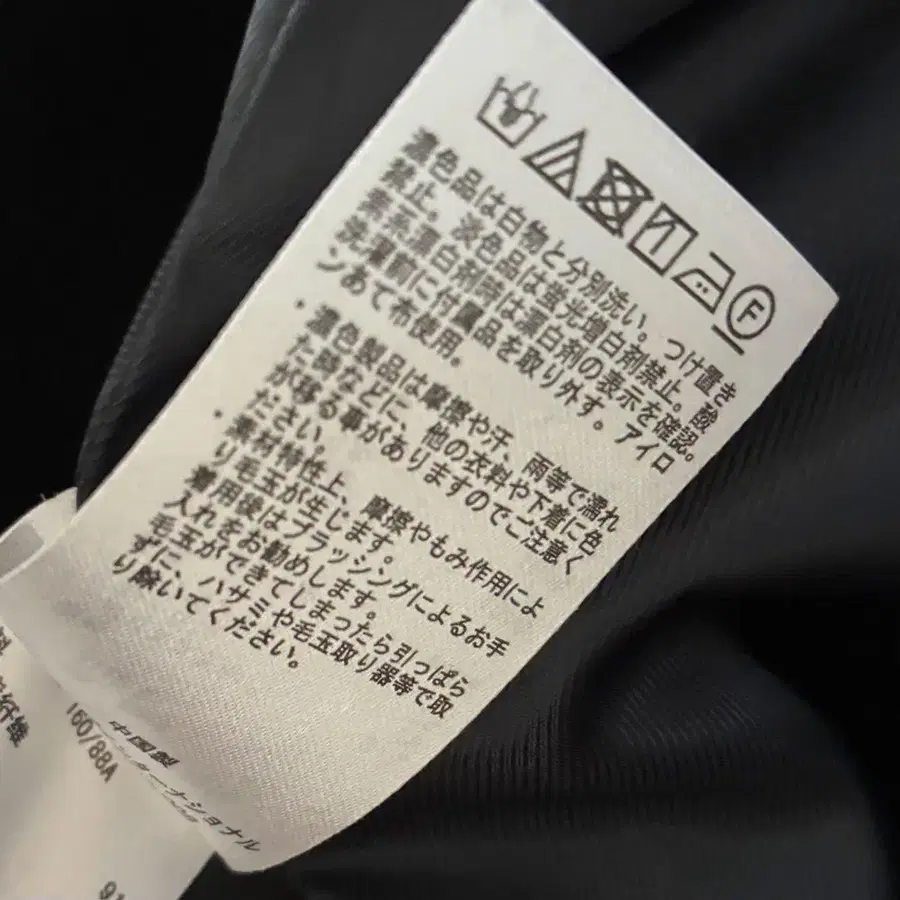 F
濃色品は白物と分別洗い。つけ置き
禁止。淡色品は蛍光増白剤禁止。酸
素系漂白剤時は漂白剤の表示を確認。
洗濯前に付属品を取り外す。アイロ
ンあて布使用。
・濃色製品は摩擦や汗、雨等で濡れ
た時などに、他の衣料や下着に色
が移る事がありますのでご注意く
ださい。
・素材特性上、摩擦やもみ作用によ
り毛玉が生じます。
着用後はブラッシングによるお手
入れをお勧めします。
毛玉ができてしまったら引っぱら
ずに、ハサミや毛玉取り器等で取
り除いてください。
中国製
ーナショナル
纤维
160/88A
91